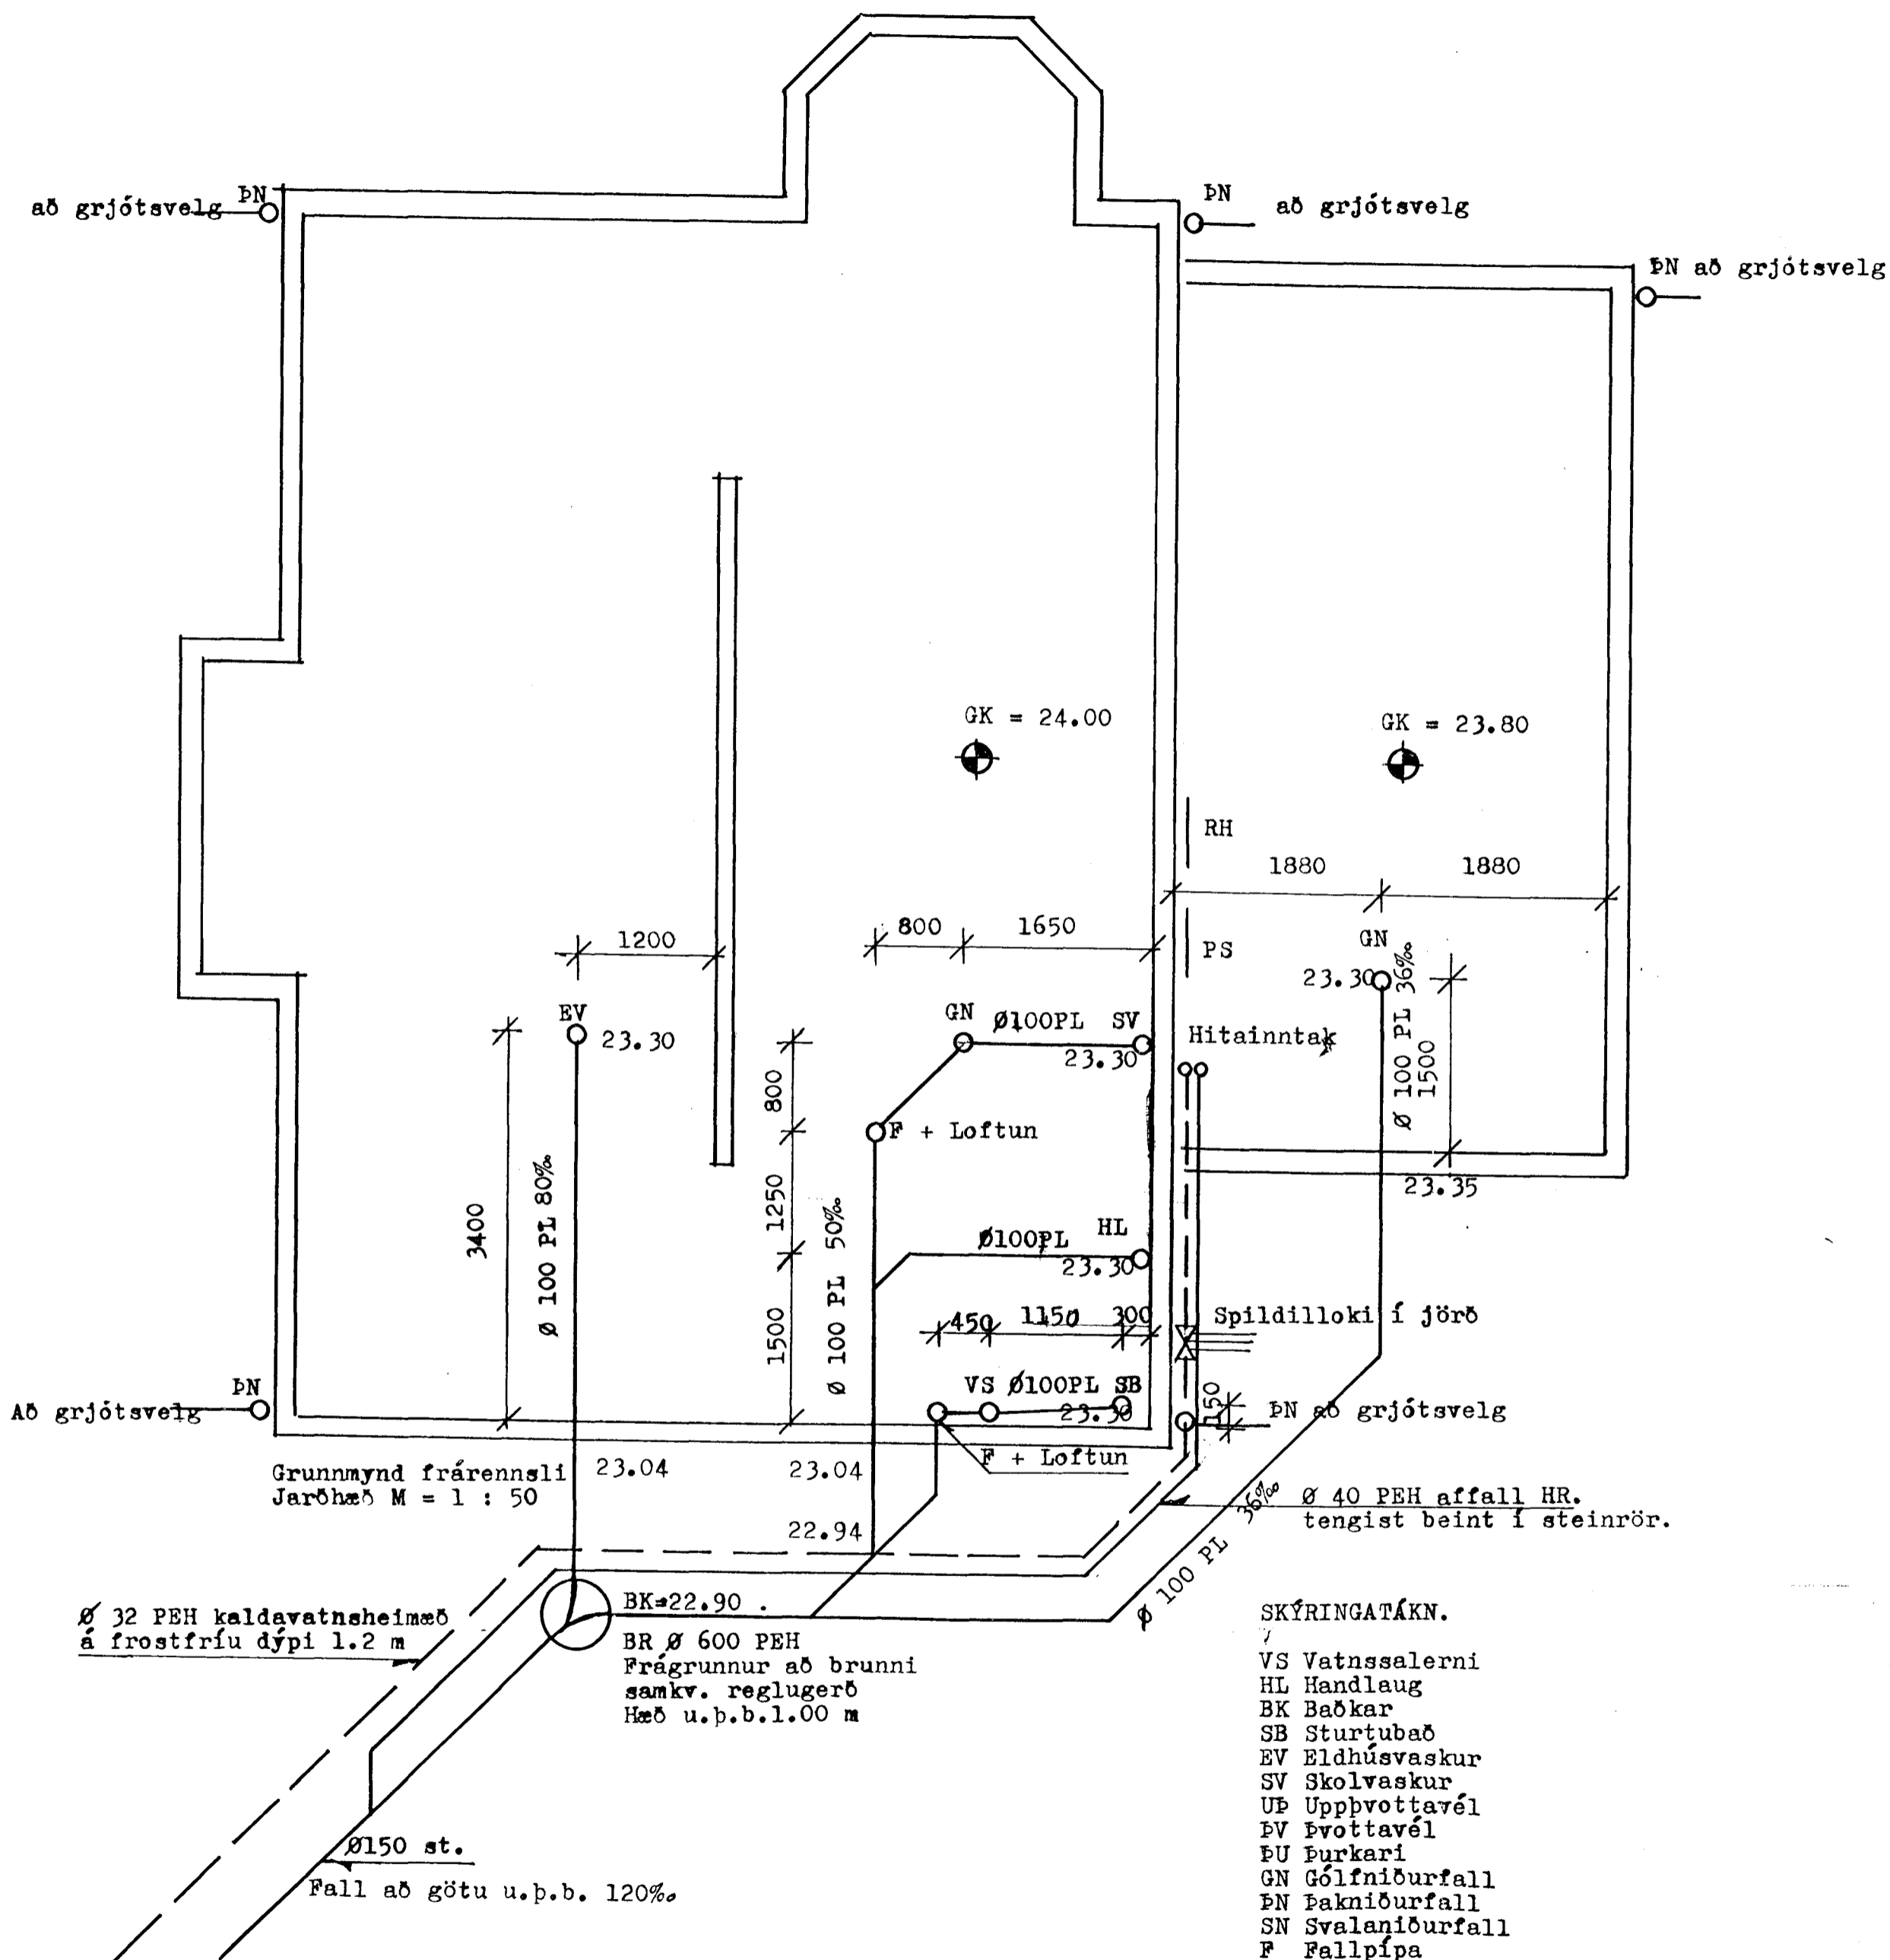 ÞN
að grjótsvelg
ÞN
að grjótsvelg
ÞN að grjótsvelg
GK = 24.00
GK = 23.80
RH
1880
1880
800
1650
1200
PS
GN
23.30
Ø 100 PL 36‰
1500
EV
23.30
GN
Ø100PL
SV
23.30
Hitainntak
800
F + Loftun
3400
Ø 100 PL 80‰
1250
Ø 100 PL 50‰
1500
Ø100PL
HL
23.30
23.35
450
1150
300
Spildilloki í jörð
ÞN
Að grjótsvelg
VS Ø100PL SB
23.30
150
ÞN að grjótsvelg
F + Loftun
Grunnmynd frárennsli
Jarðhæð M = 1 : 50
23.04
23.04
22.94
Ø 40 PEH affall HR.
tengist beint í steinrör.
Ø 100 PL 36‰
Ø 32 PEH kaldavatnsheimæð
á frostfríu dýpi 1.2 m
BK=22.90 .
BR Ø 600 PEH
Frágrunnur að brunni
samkv. reglugerð
Hæð u.þ.b.1.00 m
Ø150 st.
Fall að götu u.þ.b. 120‰
SKÝRINGATÁKN.
VS Vatnssalerni
HL Handlaug
BK Baðkar
SB Sturtubað
EV Eldhúsvaskur
SV Skolvaskur
UÞ Uppþvottavél
ÞV Þvottavél
ÞU Þurkari
GN Gólfniðurfall
ÞN Þakniðurfall
SN Svalaniðurfall
F Fallpípa